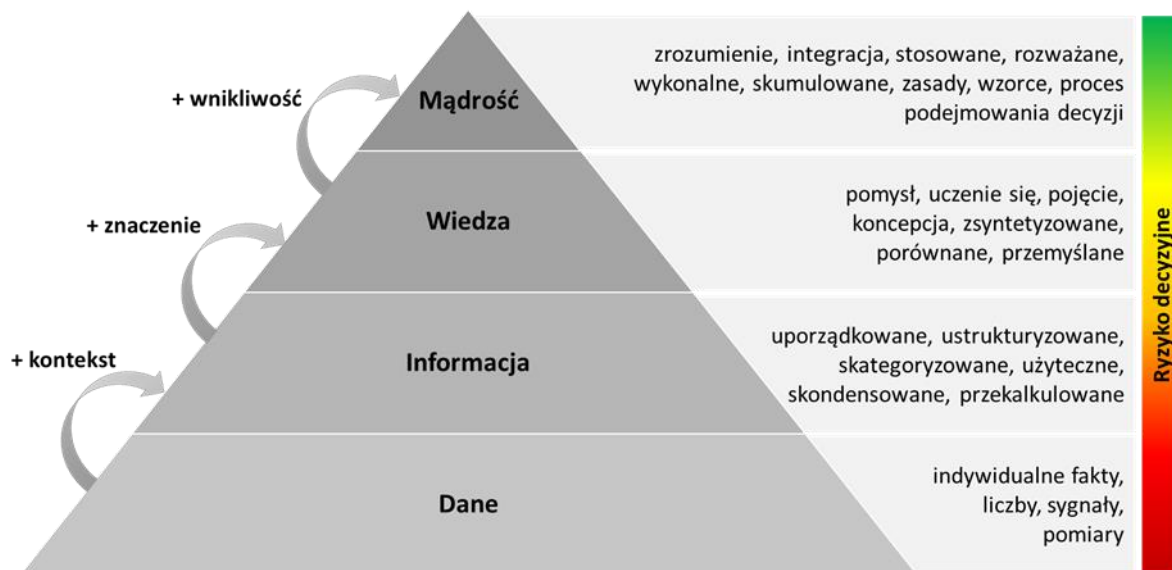 zrozumienie, integracja, stosowane, rozważane,
wykonalne, skumulowane, zasady, wzorce, proces
podejmowania decyzji
+ wnikliwość
Mądrość
pomysł, uczenie się, pojęcie,
koncepcja, zsyntetyzowane,
porównane, przemyślane
+ znaczenie
Wiedza
uporządkowane, ustrukturyzowane,
skategoryzowane, użyteczne,
skondensowane, przekalkulowane
+ kontekst
Informacja
indywidualne fakty,
liczby, sygnały,
pomiary
Dane
Ryzyko decyzyjne